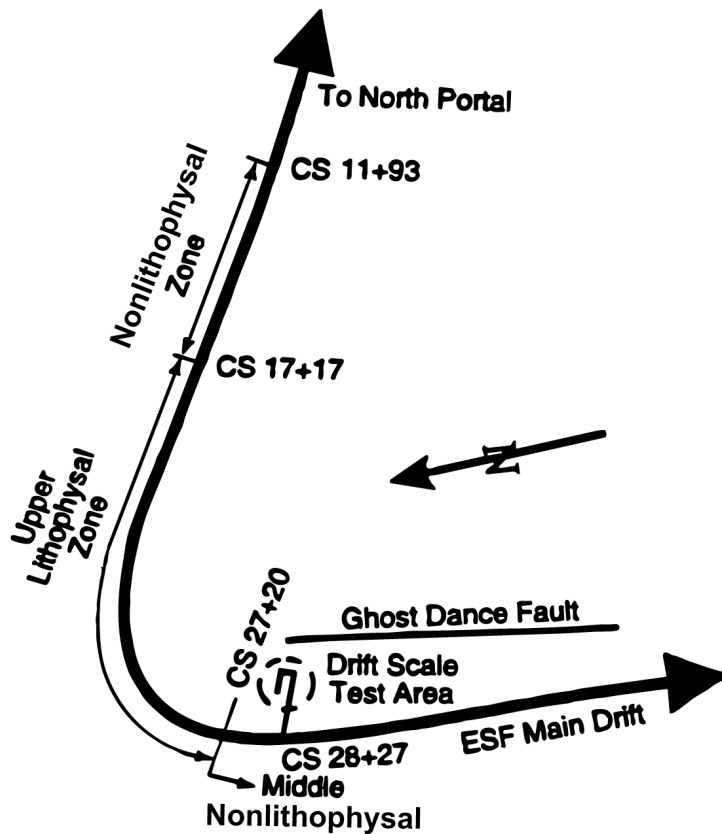 To North Portal
CS 11+93
Nonlithophysal
Zone
CS 17+17
N
Upper
Lithophysal
Zone
CS 27+20
Ghost Dance Fault
Drift Scale
Test Area
ESF Main Drift
CS 28+27
Middle
Nonlithophysal